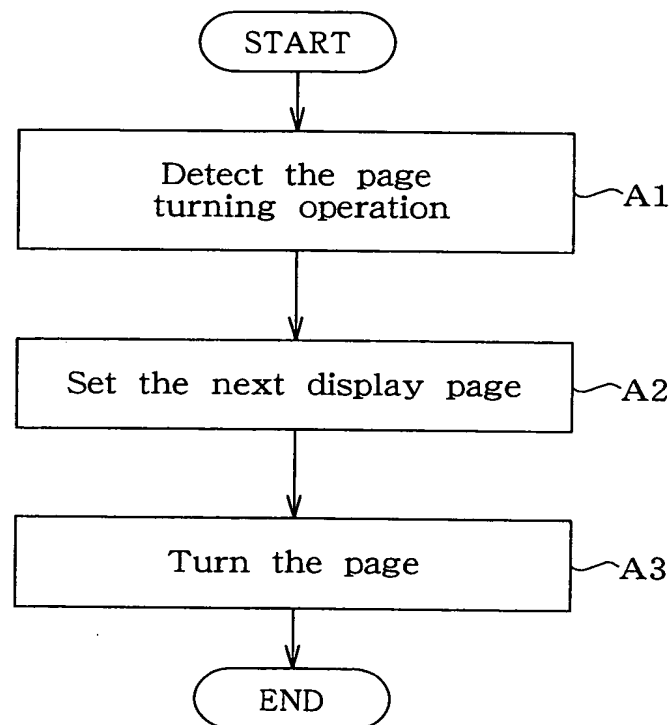 START
Detect the page
turning operation
A1
Set the next display page
A2
Turn the page
A3
END